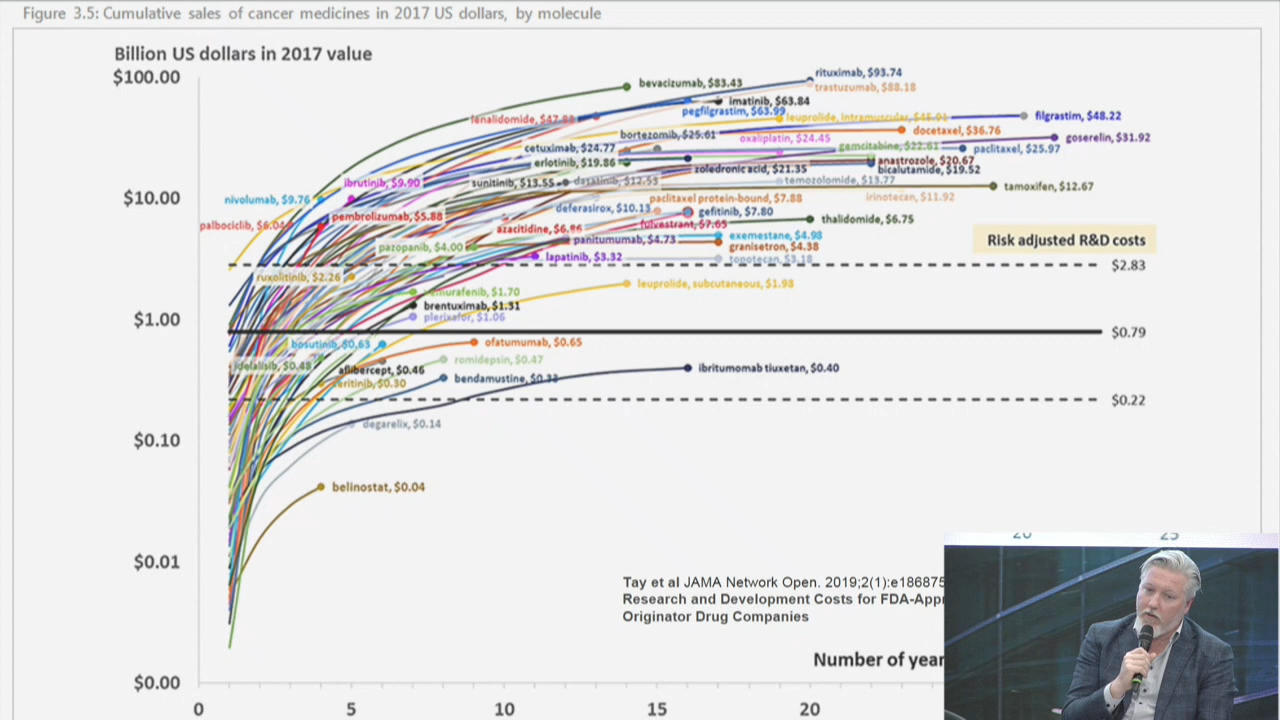 Figure 3.5: Cumulative sales of cancer medicines in 2017 US dollars, by molecule
Billion US dollars in 2017 value
$100.00
rituximab, $93.74
bevacizumab, $83.43
trastuzumab, $88.18
imatinib, $63.84
pegfilgrastim, $63.99
leuprolide, intramuscular, $45.01
filgrastim, $48.22
lenalidomide, $47.88
bortezomib, $25.61
docetaxel, $36.76
oxaliplatin, $24.45
goserelin, $31.92
cetuximab, $24.77
gemcitabine, $22.61
paclitaxel, $25.97
erlotinib, $19.86
anastrozole, $20.67
zoledronic acid, $21.35
bicalutamide, $19.52
ibrutinib, $9.90
sunitinib, $13.55
dasatinib, $12.53
temozolomide, $13.77
tamoxifen, $12.67
$10.00
nivolumab, $9.76
paclitaxel protein-bound, $7.88
irinotecan, $11.92
deferasirox, $10.13
gefitinib, $7.80
pembrolizumab, $5.88
thalidomide, $6.75
palbociclib, $6.04
azacitidine, $6.86
fulvestrant, $7.65
exemestane, $4.98
panitumumab, $4.73
Risk adjusted R&D costs
pazopanib, $4.00
granisetron, $4.38
lapatinib, $3.32
topotecan, $3.18
$2.83
ruxolitinib, $2.26
leuprolide, subcutaneous, $1.98
vemurafenib, $1.70
brentuximab, $1.31
plerixafor, $1.06
$1.00
$0.79
bosutinib, $0.63
ofatumumab, $0.65
romidepsin, $0.47
idelalisib, $0.48
aflibercept, $0.46
ibritumomab tiuxetan, $0.40
bendamustine, $0.33
ceritinib, $0.30
$0.22
degarelix, $0.14
$0.10
belinostat, $0.04
$0.01
Tay et al JAMA Network Open. 2019;2(1):e186875
Research and Development Costs for FDA-Appr
Originator Drug Companies
Number of year
$0.00
0
5
10
15
20
20
25